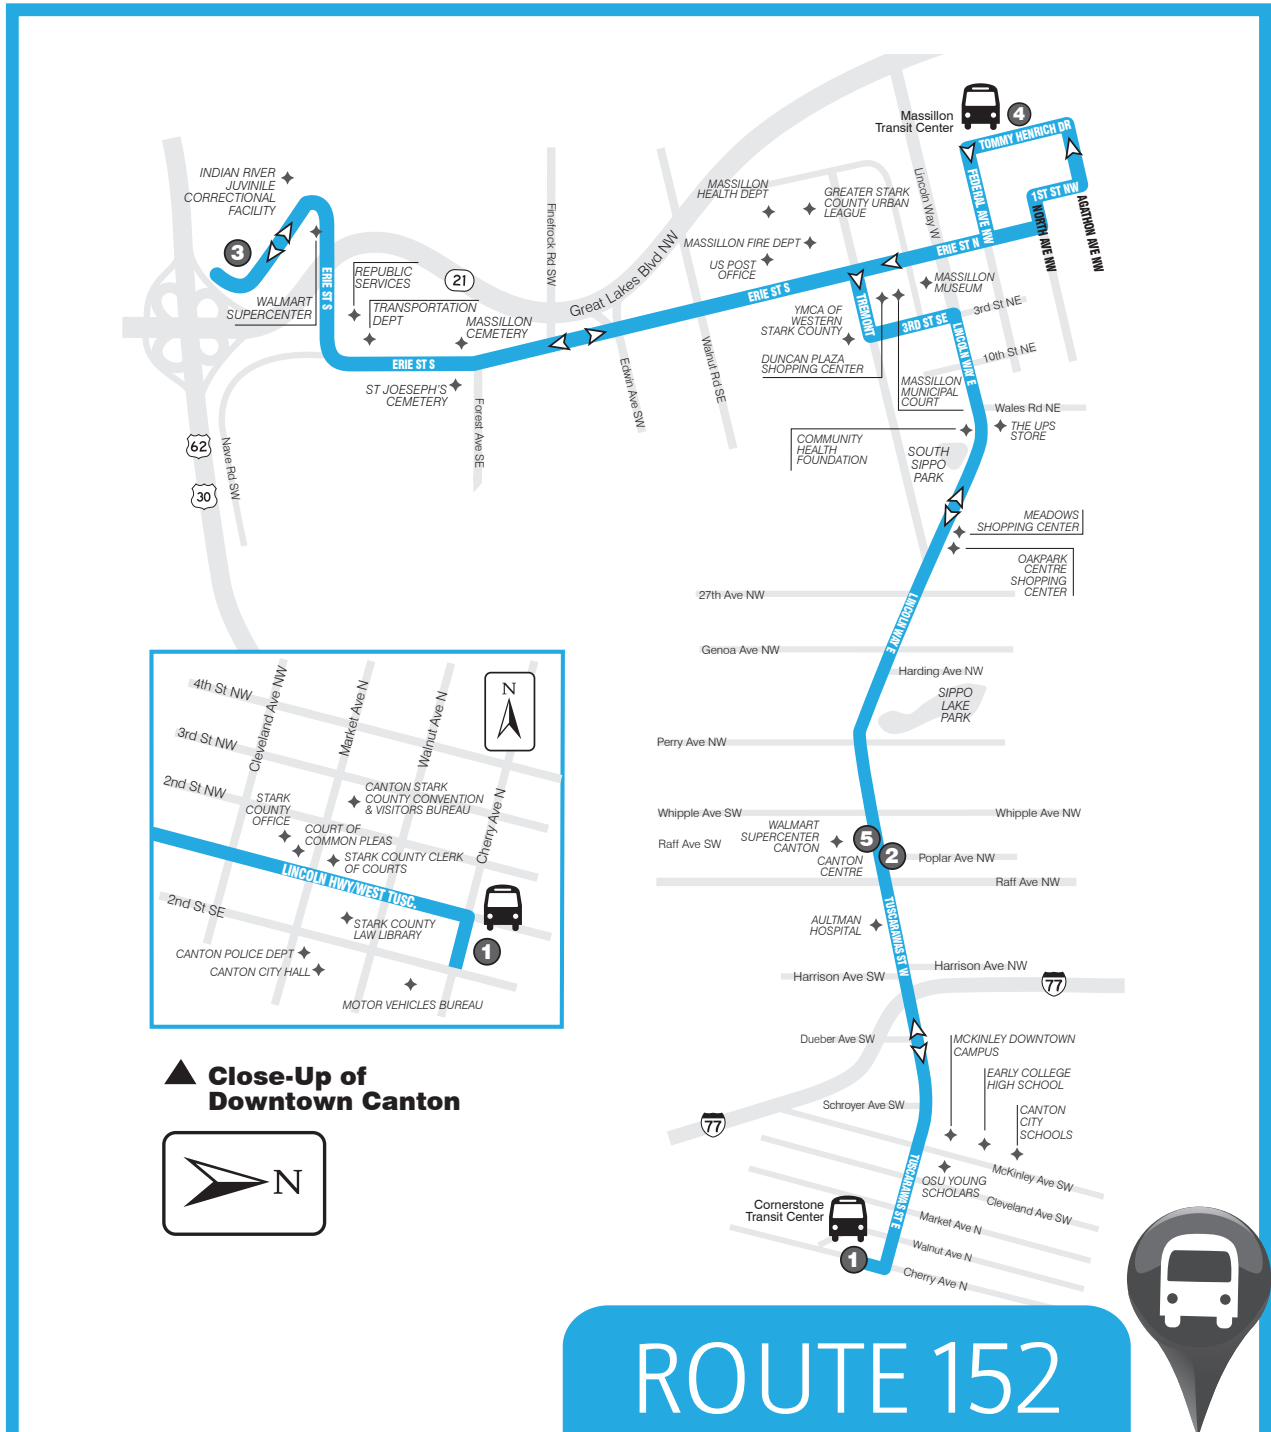 Massillon
Transit Center
4
TOMMY HENRICH DR
FEDERAL AVE NW
1ST ST NW
NORTH AVE NW
AGATHON AVE NW
Lincoln Way W
ERIE ST N
INDIAN RIVER
JUVENILE
CORRECTIONAL
FACILITY
3
WALMART
SUPERCENTER
ERIE ST S
REPUBLIC
SERVICES
TRANSPORTATION
DEPT
21
MASSILLON
CEMETERY
ERIE ST S
ST JOESEPH'S
CEMETERY
Finefrock Rd SW
Great Lakes Blvd NW
MASSILLON
HEALTH DEPT
GREATER STARK
COUNTY URBAN
LEAGUE
MASSILLON FIRE DEPT
US POST
OFFICE
ERIE ST S
YMCA OF
WESTERN
STARK COUNTY
TREMONT
MASSILLON
MUSEUM
3rd St NE
3RD ST SE
LINCOLN WAY E
10th St NE
DUNCAN PLAZA
SHOPPING CENTER
MASSILLON
MUNICIPAL
COURT
Walnut Rd SE
Edwin Ave SW
Forest Ave SE
62
30
Nave Rd SW
Wales Rd NE
THE UPS
STORE
COMMUNITY
HEALTH
FOUNDATION
SOUTH
SIPPO
PARK
MEADOWS
SHOPPING CENTER
OAKPARK
CENTRE
SHOPPING
CENTER
27th Ave NW
LINCOLN WAY E
Genoa Ave NW
Harding Ave NW
SIPPO
LAKE
PARK
Perry Ave NW
Whipple Ave SW
Whipple Ave NW
Raff Ave SW
WALMART
SUPERCENTER
CANTON
CANTON
CENTRE
5
2
Poplar Ave NW
Raff Ave NW
TUSCARAWAS ST W
AULTMAN
HOSPITAL
Harrison Ave SW
Harrison Ave NW
77
Dueber Ave SW
MCKINLEY DOWNTOWN
CAMPUS
EARLY COLLEGE
HIGH SCHOOL
CANTON
CITY
SCHOOLS
Schroyer Ave SW
77
TUSCARAWAS ST E
OSU YOUNG
SCHOLARS
McKinley Ave SW
Cleveland Ave SW
Market Ave N
Walnut Ave N
Cherry Ave N
Cornerstone
Transit Center
1
4th St NW
3rd St NW
2nd St NW
Cleveland Ave NW
Market Ave N
Walnut Ave N
Cherry Ave N
N
STARK
COUNTY
OFFICE
CANTON STARK
COUNTY CONVENTION
& VISITORS BUREAU
COURT OF
COMMON PLEAS
STARK COUNTY CLERK
OF COURTS
LINCOLN HWY/WEST TUSC.
2nd St SE
STARK COUNTY
LAW LIBRARY
CANTON POLICE DEPT
CANTON CITY HALL
1
MOTOR VEHICLES BUREAU
Close-Up of
Downtown Canton
N
ROUTE 152